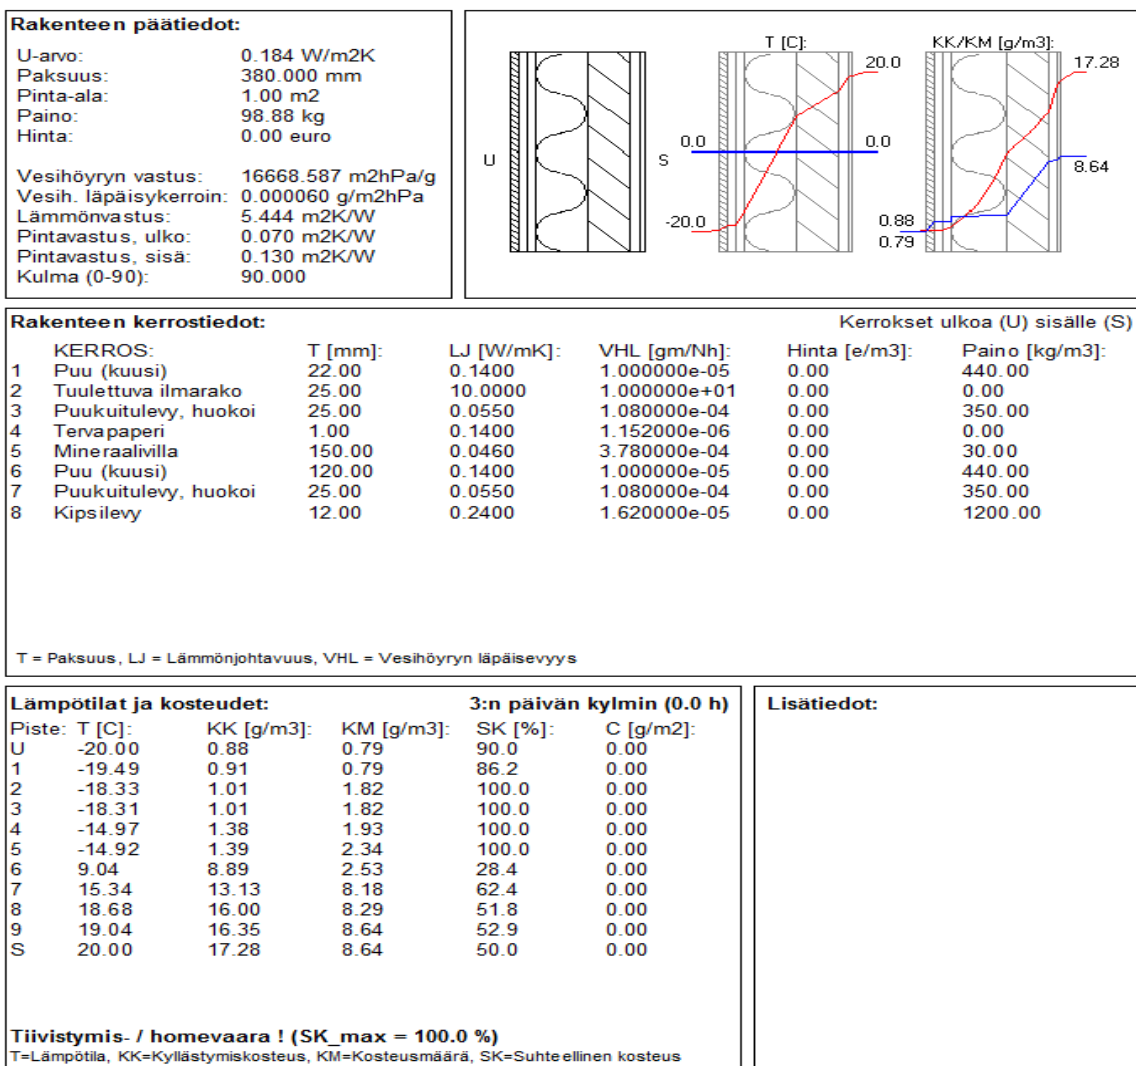 Rakenteen päätiedot:
U-arvo: 0.184 W/m2K
Paksuus: 380.000 mm
Pinta-ala: 1.00 m2
Paino: 98.88 kg
Hinta: 0.00 euro
Vesihöyryn vastus: 16668.587 m2hPa/g
Vesih. läpäisykerroin: 0.000060 g/m2hPa
Lämmönvastus: 5.444 m2K/W
Pintavastus, ulko: 0.070 m2K/W
Pintavastus, sisä: 0.130 m2K/W
Kulma (0-90): 90.000
U
S
T [C]:
20.0
0.0
0.0
-20.0
KK/KM [g/m3]:
17.28
8.64
0.88
0.79
Rakenteen kerrostiedot: Kerrokset ulkoa (U) sisälle (S)
KERROS: T [mm]: LJ [W/mK]: VHL [gm/Nh]: Hinta [e/m3]: Paino [kg/m3]:
1 Puu (kuusi) 22.00 0.1400 1.000000e-05 0.00 440.00
2 Tuulettuva ilmarako 25.00 10.0000 1.000000e+01 0.00 0.00
3 Puukuitulevy, huokoi 25.00 0.0550 1.080000e-04 0.00 350.00
4 Tervapaperi 1.00 0.1400 1.152000e-06 0.00 0.00
5 Mineraalivilla 150.00 0.0460 3.780000e-04 0.00 30.00
6 Puu (kuusi) 120.00 0.1400 1.000000e-05 0.00 440.00
7 Puukuitulevy, huokoi 25.00 0.0550 1.080000e-04 0.00 350.00
8 Kipsilevy 12.00 0.2400 1.620000e-05 0.00 1200.00
T = Paksuus, LJ = Lämmönjohtavuus, VHL = Vesihöyryn läpäisevyys
Lämpötilat ja kosteudet: 3:n päivän kylmin (0.0 h)
Piste: T [C]: KK [g/m3]: KM [g/m3]: SK [%]: C [g/m2]:
U -20.00 0.88 0.79 90.0 0.00
1 -19.49 0.91 0.79 86.2 0.00
2 -18.33 1.01 1.82 100.0 0.00
3 -18.31 1.01 1.82 100.0 0.00
4 -14.97 1.38 1.93 100.0 0.00
5 -14.92 1.39 2.34 100.0 0.00
6 9.04 8.89 2.53 28.4 0.00
7 15.34 13.13 8.18 62.4 0.00
8 18.68 16.00 8.29 51.8 0.00
9 19.04 16.35 8.64 52.9 0.00
S 20.00 17.28 8.64 50.0 0.00
Tiivistymis- / homevaara ! (SK_max = 100.0 %)
T=Lämpötila, KK=Kyllästymiskosteus, KM=Kosteusmäärä, SK=Suhteellinen kosteus
Lisätiedot: